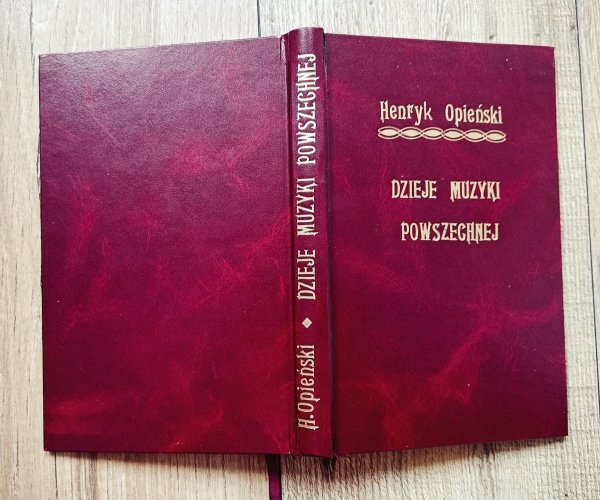 H. Opieński ◆ DZIEJE MUZYKI POWSZECHNEJ
Henryk Opieński
DZIEJE MUZYKI
POWSZECHNEJ